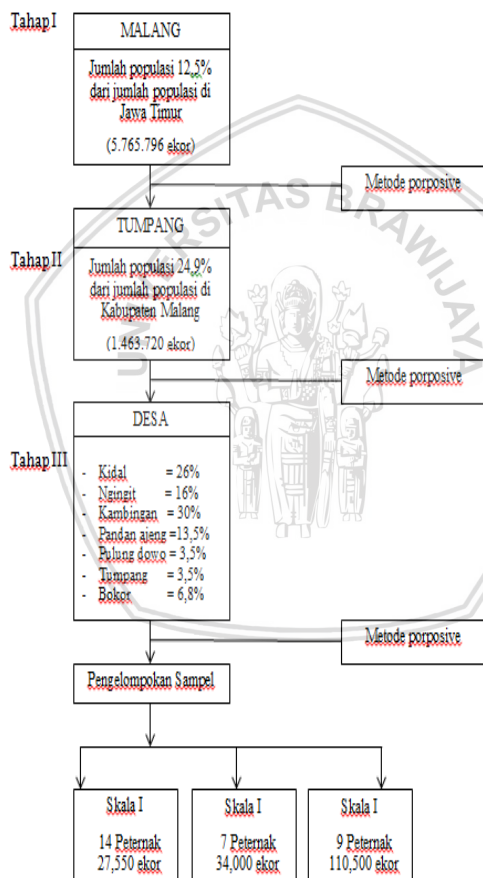 Tahap I
MALANG
Jumlah populasi 12,5%
dari jumlah populasi di
Jawa Timur
(5.765.796 ekor)
Metode porposive
UNIVERSITAS BRAWIJAYA
TUMPANG
Tahap II
Jumlah populasi 24,9%
dari jumlah populasi di
Kabupaten Malang
(1.463.720 ekor)
Metode porposive
DESA
Tahap III
- Kidal = 26%
- Ngingit = 16%
- Kambingan = 30%
- Pandan ajeng =13,5%
- Pulung dowo = 3,5%
- Tumpang = 3,5%
- Bokor = 6,8%
Metode porposive
Pengelompokan Sampel
Skala I
14 Peternak
27,550 ekor
Skala I
7 Peternak
34,000 ekor
Skala I
9 Peternak
110,500 ekor